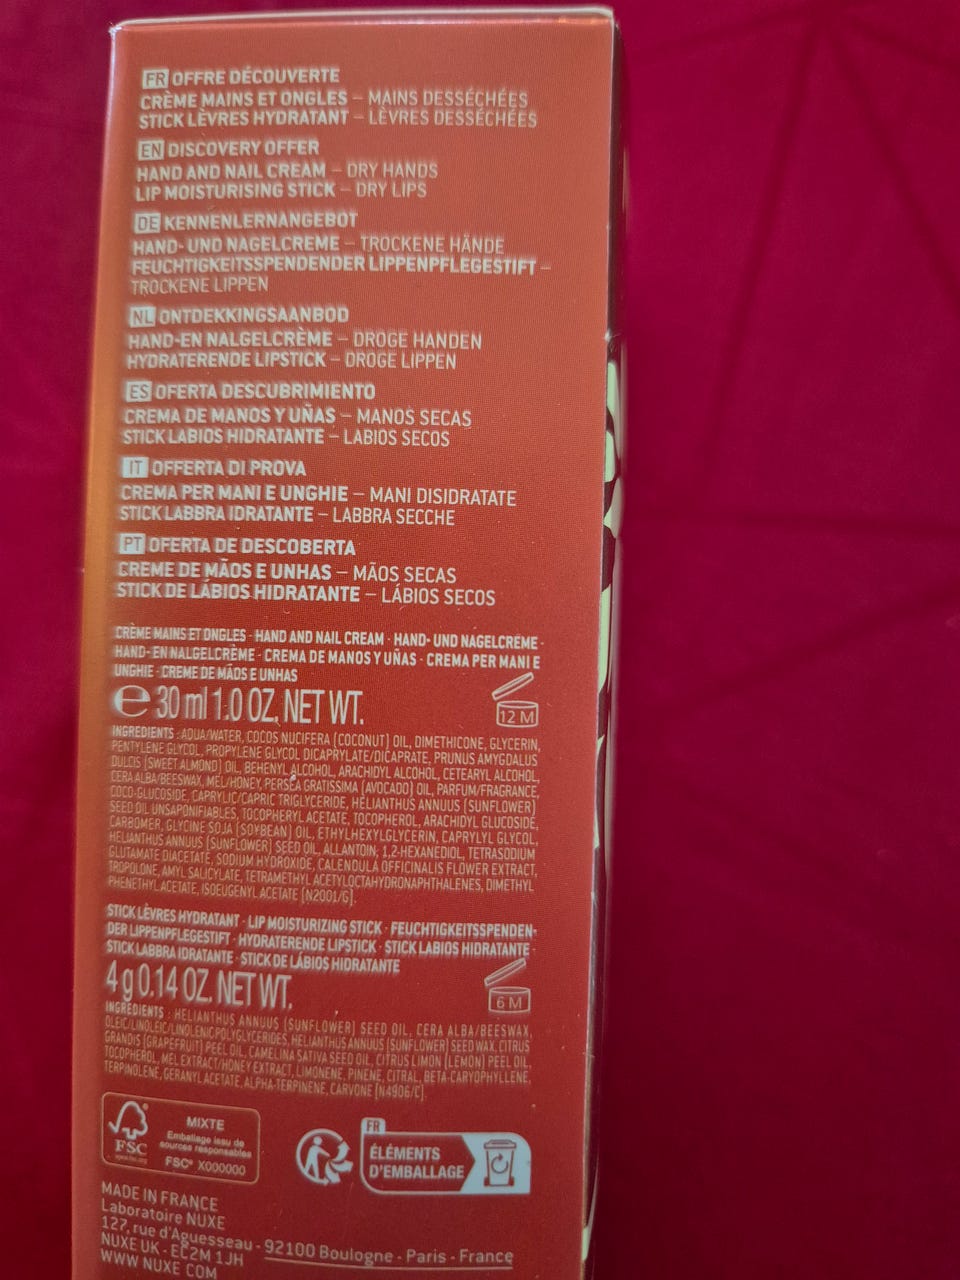 FR OFFRE DÉCOUVERTE
CRÈME MAINS ET ONGLES – MAINS DESSÉCHÉES
STICK LÈVRES HYDRATANT – LÈVRES DESSÉCHÉES
EN DISCOVERY OFFER
HAND AND NAIL CREAM – DRY HANDS
LIP MOISTURISING STICK – DRY LIPS
DE KENNENLERNANGEBOT
HAND- UND NAGELCREME – TROCKENE HÄNDE
FEUCHTIGKEITSSPENDENDER LIPPENPFLEGESTIFT –
TROCKENE LIPPEN
NL ONTDEKKINGSAANBOD
HAND-EN NALGELCRÈME – DROGE HANDEN
HYDRATERENDE LIPSTICK – DROGE LIPPEN
ES OFERTA DESCUBRIMIENTO
CREMA DE MANOS Y UÑAS – MANOS SECAS
STICK LABIOS HIDRATANTE – LABIOS SECOS
IT OFFERTA DI PROVA
CREMA PER MANI E UNGHIE – MANI DISIDRATATE
STICK LABBRA IDRATANTE – LABBRA SECCHE
PT OFERTA DE DESCOBERTA
CREME DE MÃOS E UNHAS – MÃOS SECAS
STICK DE LÁBIOS HIDRATANTE – LÁBIOS SECOS
CRÈME MAINS ET ONGLES · HAND AND NAIL CREAM · HAND- UND NAGELCREME ·
HAND-EN NALGELCRÈME · CREMA DE MANOS Y UÑAS · CREMA PER MANI E
UNGHIE · CREME DE MÃOS E UNHAS
℮ 30 ml 1.0 OZ. NET WT.
12 M
INGREDIENTS : AQUA/WATER, COCOS NUCIFERA (COCONUT) OIL, DIMETHICONE, GLYCERIN,
PENTYLENE GLYCOL, PROPYLENE GLYCOL DICAPRYLATE/DICAPRATE, PRUNUS AMYGDALUS
DULCIS (SWEET ALMOND) OIL, BEHENYL ALCOHOL, ARACHIDYL ALCOHOL, CETEARYL ALCOHOL,
CERA ALBA/BEESWAX, MEL/HONEY, PERSEA GRATISSIMA (AVOCADO) OIL, PARFUM/FRAGRANCE,
COCO-GLUCOSIDE, CAPRYLIC/CAPRIC TRIGLYCERIDE, HELIANTHUS ANNUUS (SUNFLOWER)
SEED OIL UNSAPONIFIABLES, TOCOPHERYL ACETATE, TOCOPHEROL, ARACHIDYL GLUCOSIDE,
CARBOMER, GLYCINE SOJA (SOYBEAN) OIL, ETHYLHEXYLGLYCERIN, CAPRYLYL GLYCOL,
HELIANTHUS ANNUUS (SUNFLOWER) SEED OIL, ALLANTOIN, 1,2-HEXANEDIOL, TETRASODIUM
GLUTAMATE DIACETATE, SODIUM HYDROXIDE, CALENDULA OFFICINALIS FLOWER EXTRACT,
TROPOLONE, AMYL SALICYLATE, TETRAMETHYL ACETYLOCTAHYDRONAPHTHALENES, DIMETHYL
PHENETHYL ACETATE, ISOEUGENYL ACETATE [N2001/G].
STICK LÈVRES HYDRATANT · LIP MOISTURIZING STICK · FEUCHTIGKEITSSPENDEN-
DER LIPPENPFLEGESTIFT · HYDRATERENDE LIPSTICK · STICK LABIOS HIDRATANTE ·
STICK LABBRA IDRATANTE · STICK DE LÁBIOS HIDRATANTE
4 g 0.14 OZ. NET WT.
6 M
INGREDIENTS : HELIANTHUS ANNUUS (SUNFLOWER) SEED OIL, CERA ALBA/BEESWAX,
OLEIC/LINOLEIC/LINOLENIC POLYGLYCERIDES, HELIANTHUS ANNUUS (SUNFLOWER) SEED WAX, CITRUS
GRANDIS (GRAPEFRUIT) PEEL OIL, CAMELINA SATIVA SEED OIL, CITRUS LIMON (LEMON) PEEL OIL,
TOCOPHEROL, MEL EXTRACT/HONEY EXTRACT, LIMONENE, PINENE, CITRAL, BETA-CARYOPHYLLENE,
TERPINOLENE, GERANYL ACETATE, ALPHA-TERPINENE, CARVONE [N4906/C].
FSC
MIXTE
Emballage issu de
sources responsables
FSC® X000000
FR
ÉLÉMENTS
D'EMBALLAGE
MADE IN FRANCE
Laboratoire NUXE
127, rue d'Aguesseau - 92100 Boulogne - Paris - France
NUXE UK - EC2M 1JH
WWW NUXE COM